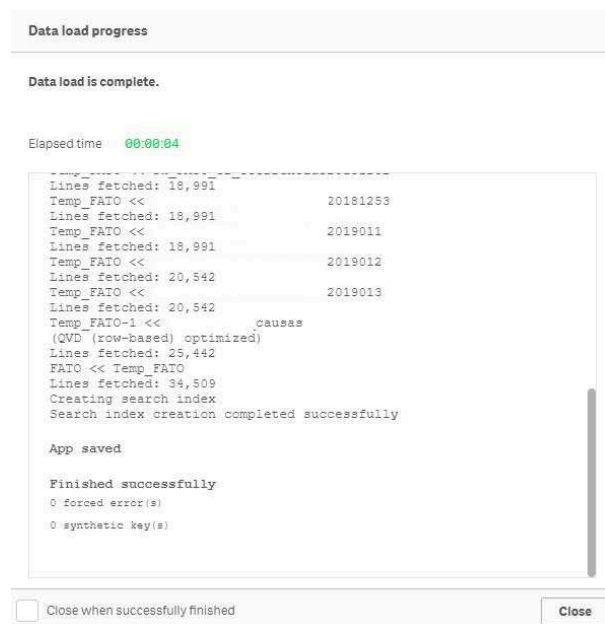 Data load progress
Data load is complete.
Elapsed time 00:00:04
Lines fetched: 18,991
Temp_FATO << 20181253
Lines fetched: 18,991
Temp_FATO << 2019011
Lines fetched: 18,991
Temp_FATO << 2019012
Lines fetched: 20,542
Temp_FATO << 2019013
Lines fetched: 20,542
Temp_FATO-1 << causas
(QVD (row-based) optimized)
Lines fetched: 25,442
FATO << Temp_FATO
Lines fetched: 34,509
Creating search index
Search index creation completed successfully
App saved
Finished successfully
0 forced error(s)
0 synthetic key(s)
Close when successfully finished
Close